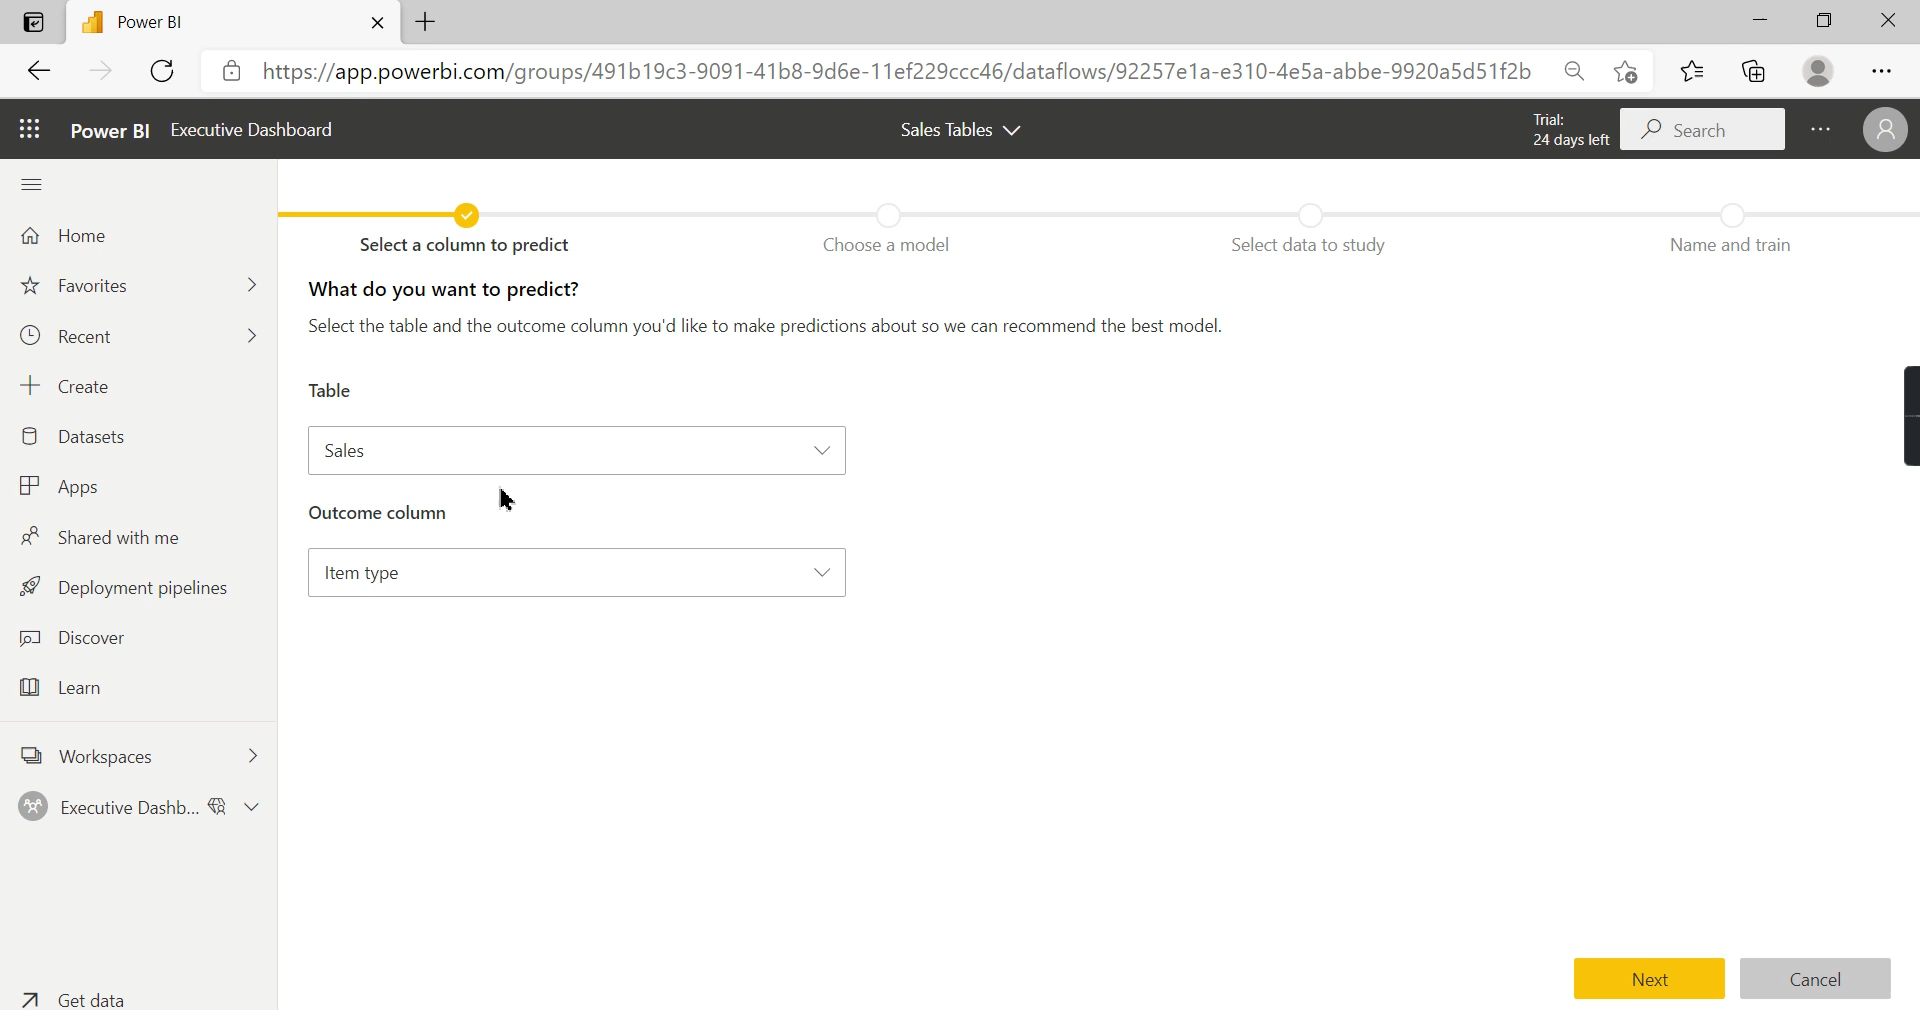 Power BI
https://app.powerbi.com/groups/491b19c3-9091-41b8-9d6e-11ef229ccc46/dataflows/92257e1a-e310-4e5a-abbe-9920a5d51f2b
Power BI Executive Dashboard
Sales Tables
Trial:
24 days left
Search
Home
Favorites
Recent
Create
Datasets
Apps
Shared with me
Deployment pipelines
Discover
Learn
Workspaces
Executive Dashb...
Get data
Select a column to predict
Choose a model
Select data to study
Name and train
What do you want to predict?
Select the table and the outcome column you'd like to make predictions about so we can recommend the best model.
Table
Sales
Outcome column
Item type
Next
Cancel